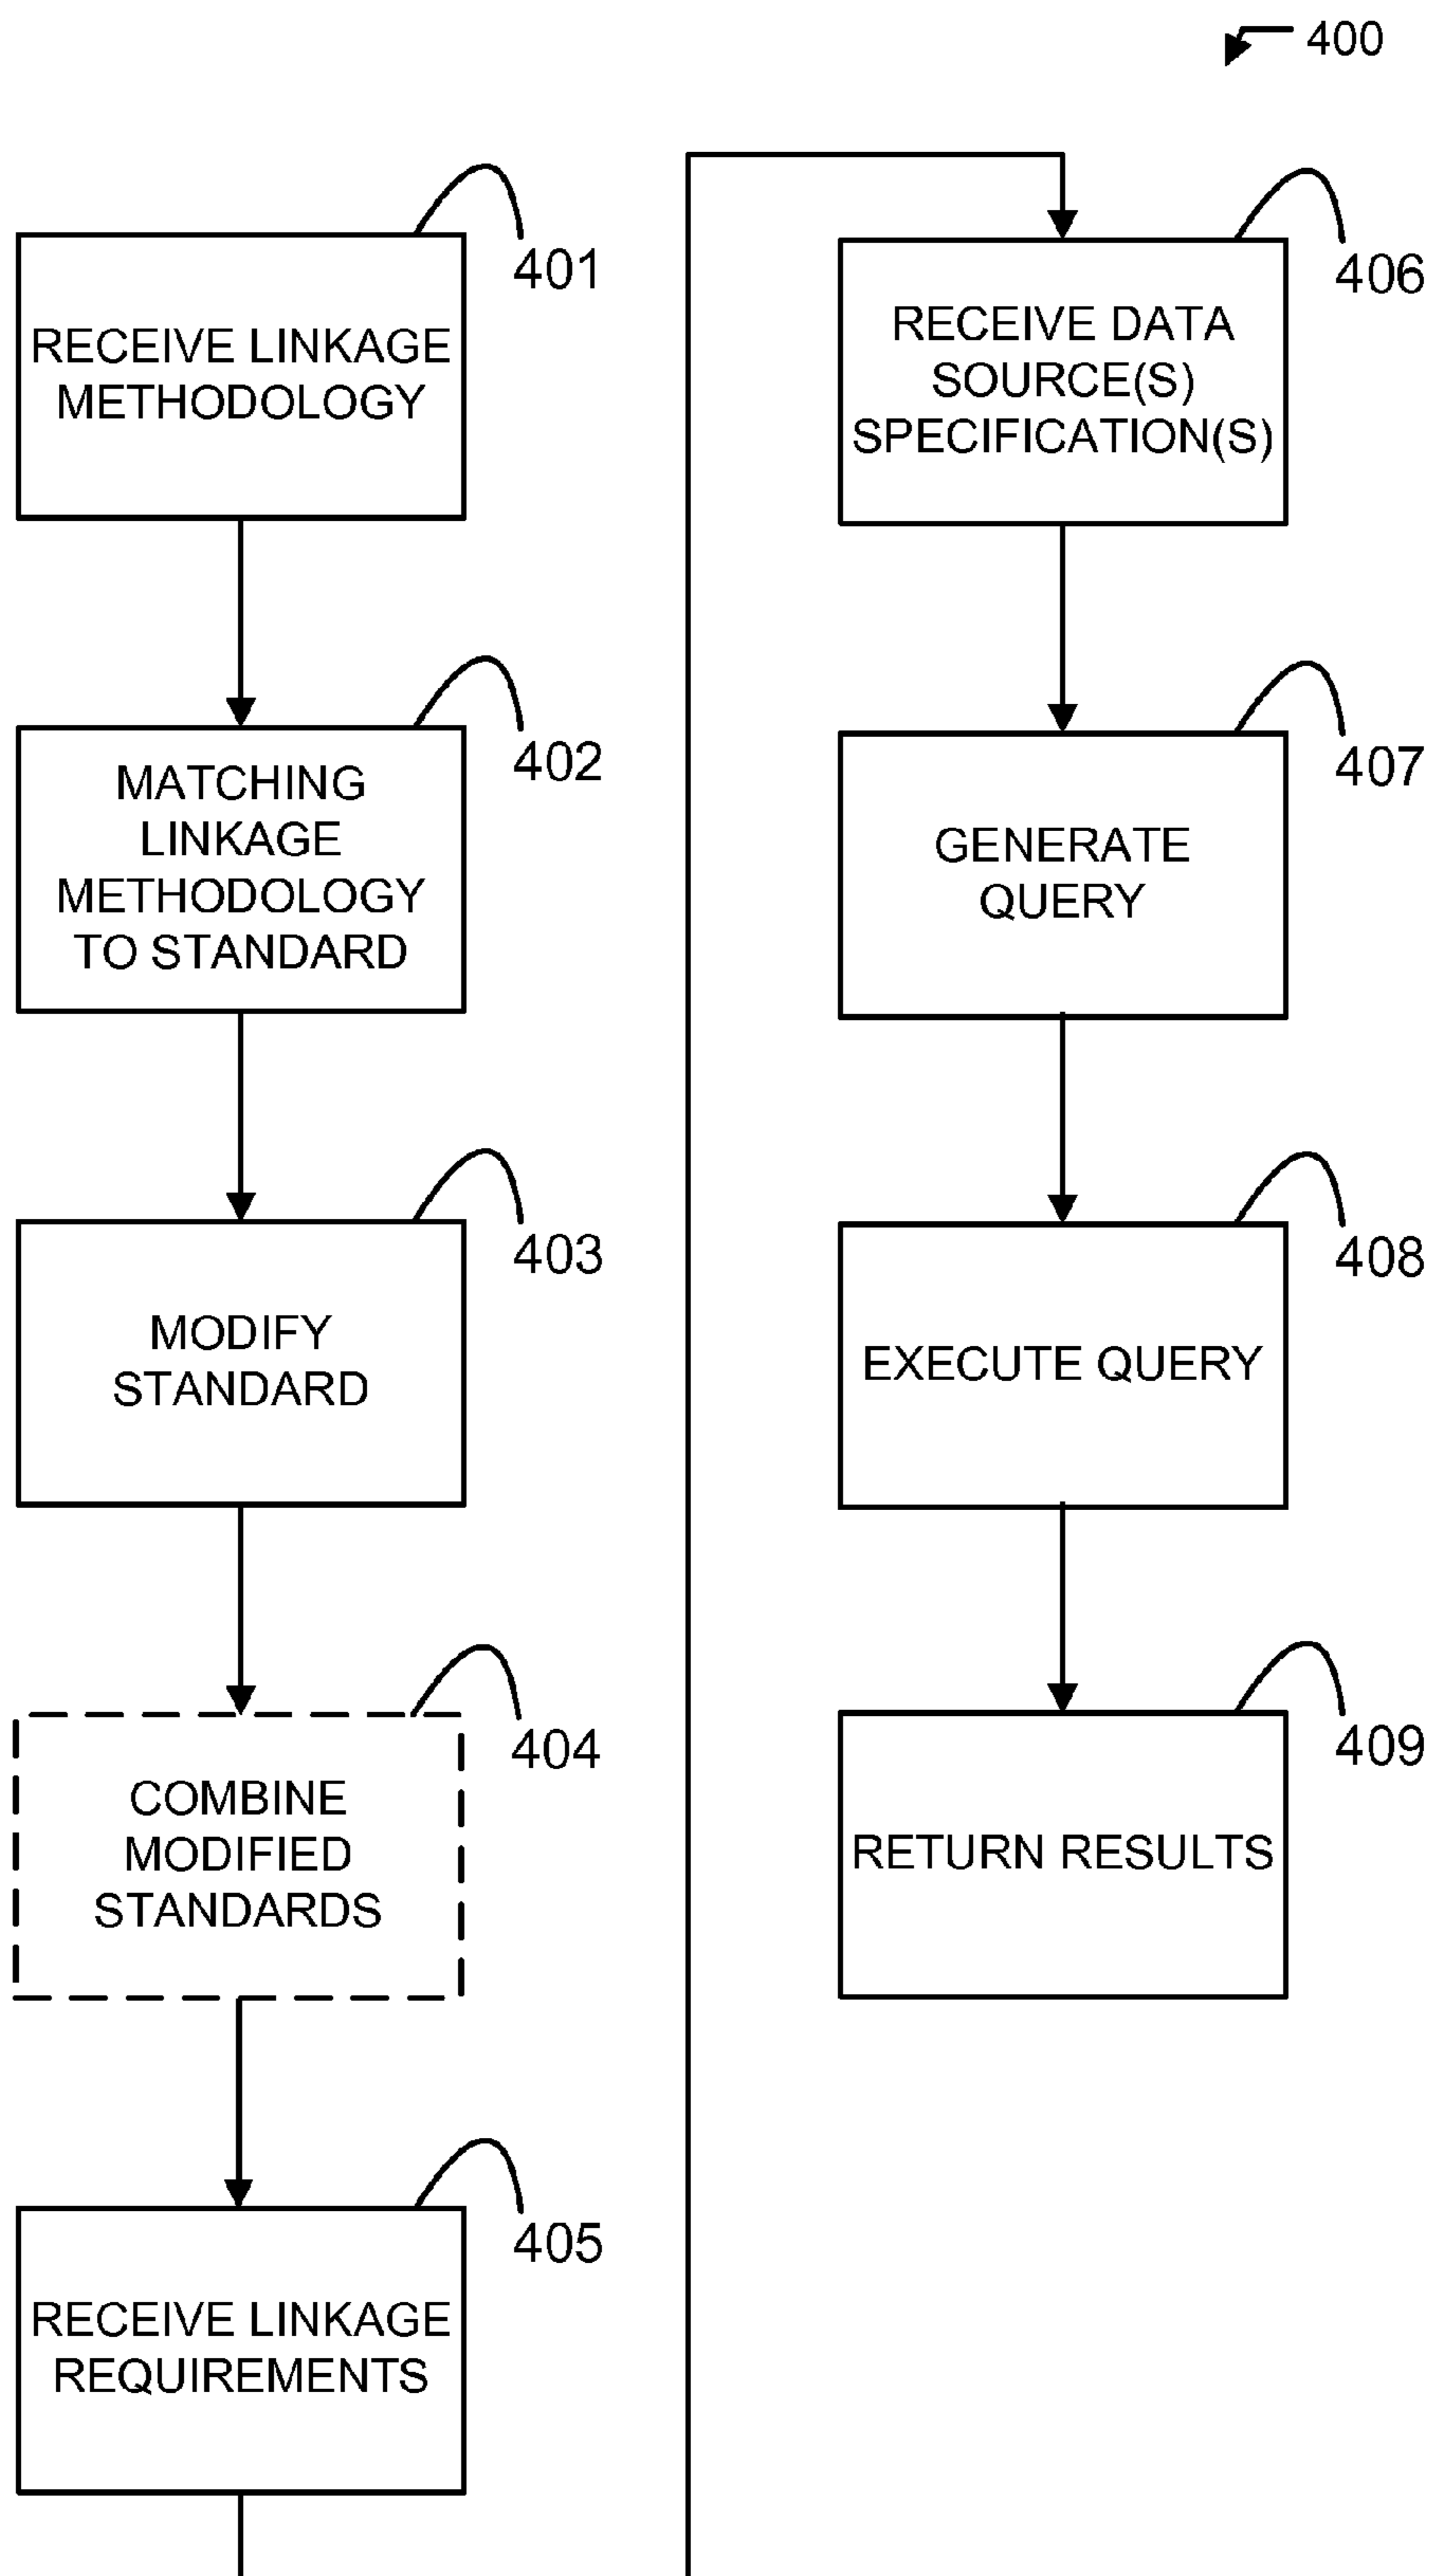 400
401
RECEIVE LINKAGE
METHODOLOGY
402
MATCHING
LINKAGE
METHODOLOGY
TO STANDARD
403
MODIFY
STANDARD
404
COMBINE
MODIFIED
STANDARDS
405
RECEIVE LINKAGE
REQUIREMENTS
406
RECEIVE DATA
SOURCE(S)
SPECIFICATION(S)
407
GENERATE
QUERY
408
EXECUTE QUERY
409
RETURN RESULTS